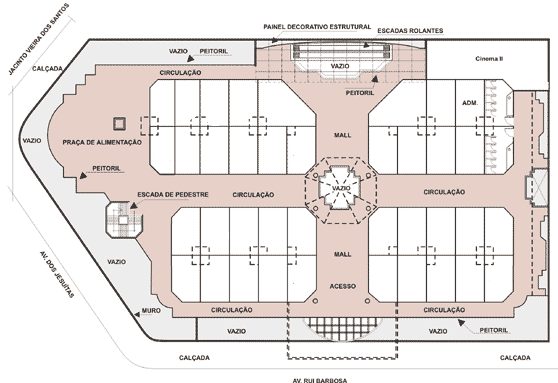 PAINEL DECORATIVO ESTRUTURAL
ESCADAS ROLANTES
JACINTO VIEIRA DOS SANTOS
CALÇADA
VAZIO
PEITORIL
CIRCULAÇÃO
VAZIO
PEITORIL
Cinema II
ADM.
VAZIO
PRAÇA DE ALIMENTAÇÃO
MALL
PEITORIL
ESCADA DE PEDESTRE
CIRCULAÇÃO
VAZIO
CIRCULAÇÃO
AV. DOS JESUÍTAS
VAZIO
MALL
ACESSO
MURO
CIRCULAÇÃO
CIRCULAÇÃO
VAZIO
VAZIO
PEITORIL
CALÇADA
CALÇADA
AV. RUI BARBOSA